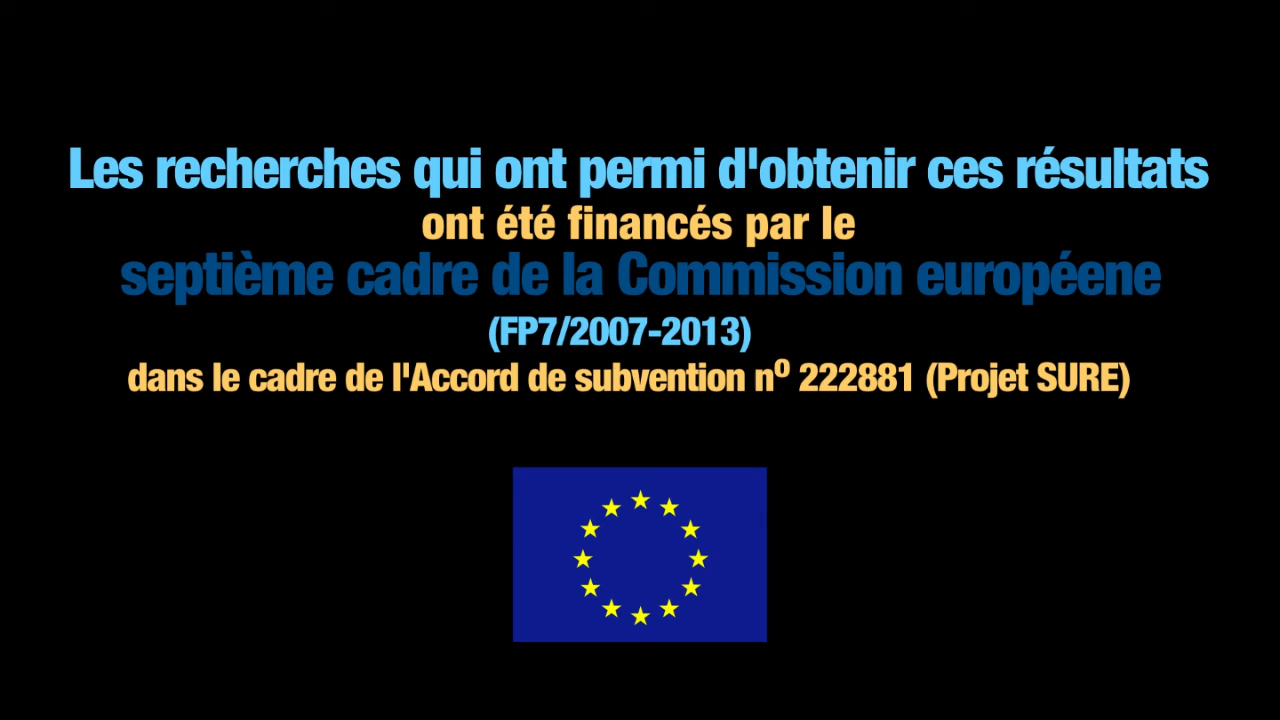 Les recherches qui ont permi d'obtenir ces résultats
ont été financés par le
septième cadre de la Commission européene
(FP7/2007-2013)
dans le cadre de l'Accord de subvention nº 222881 (Projet SURE)